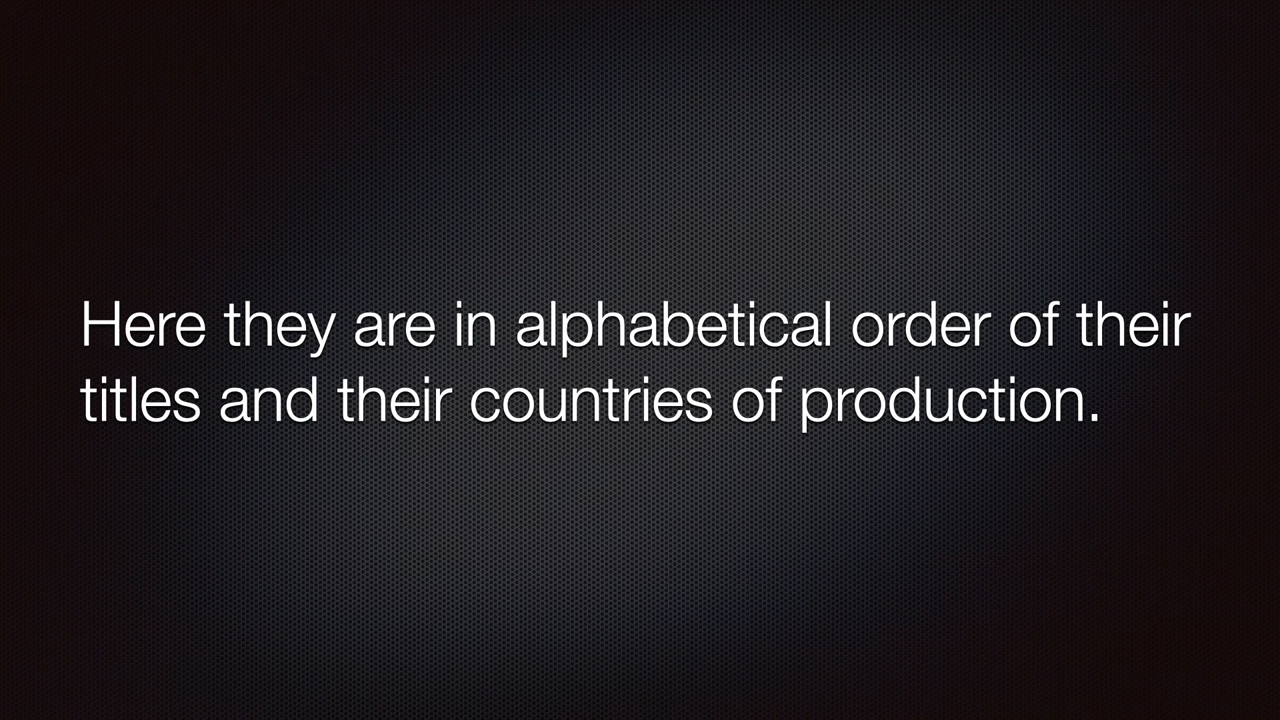 Here they are in alphabetical order of their
titles and their countries of production.